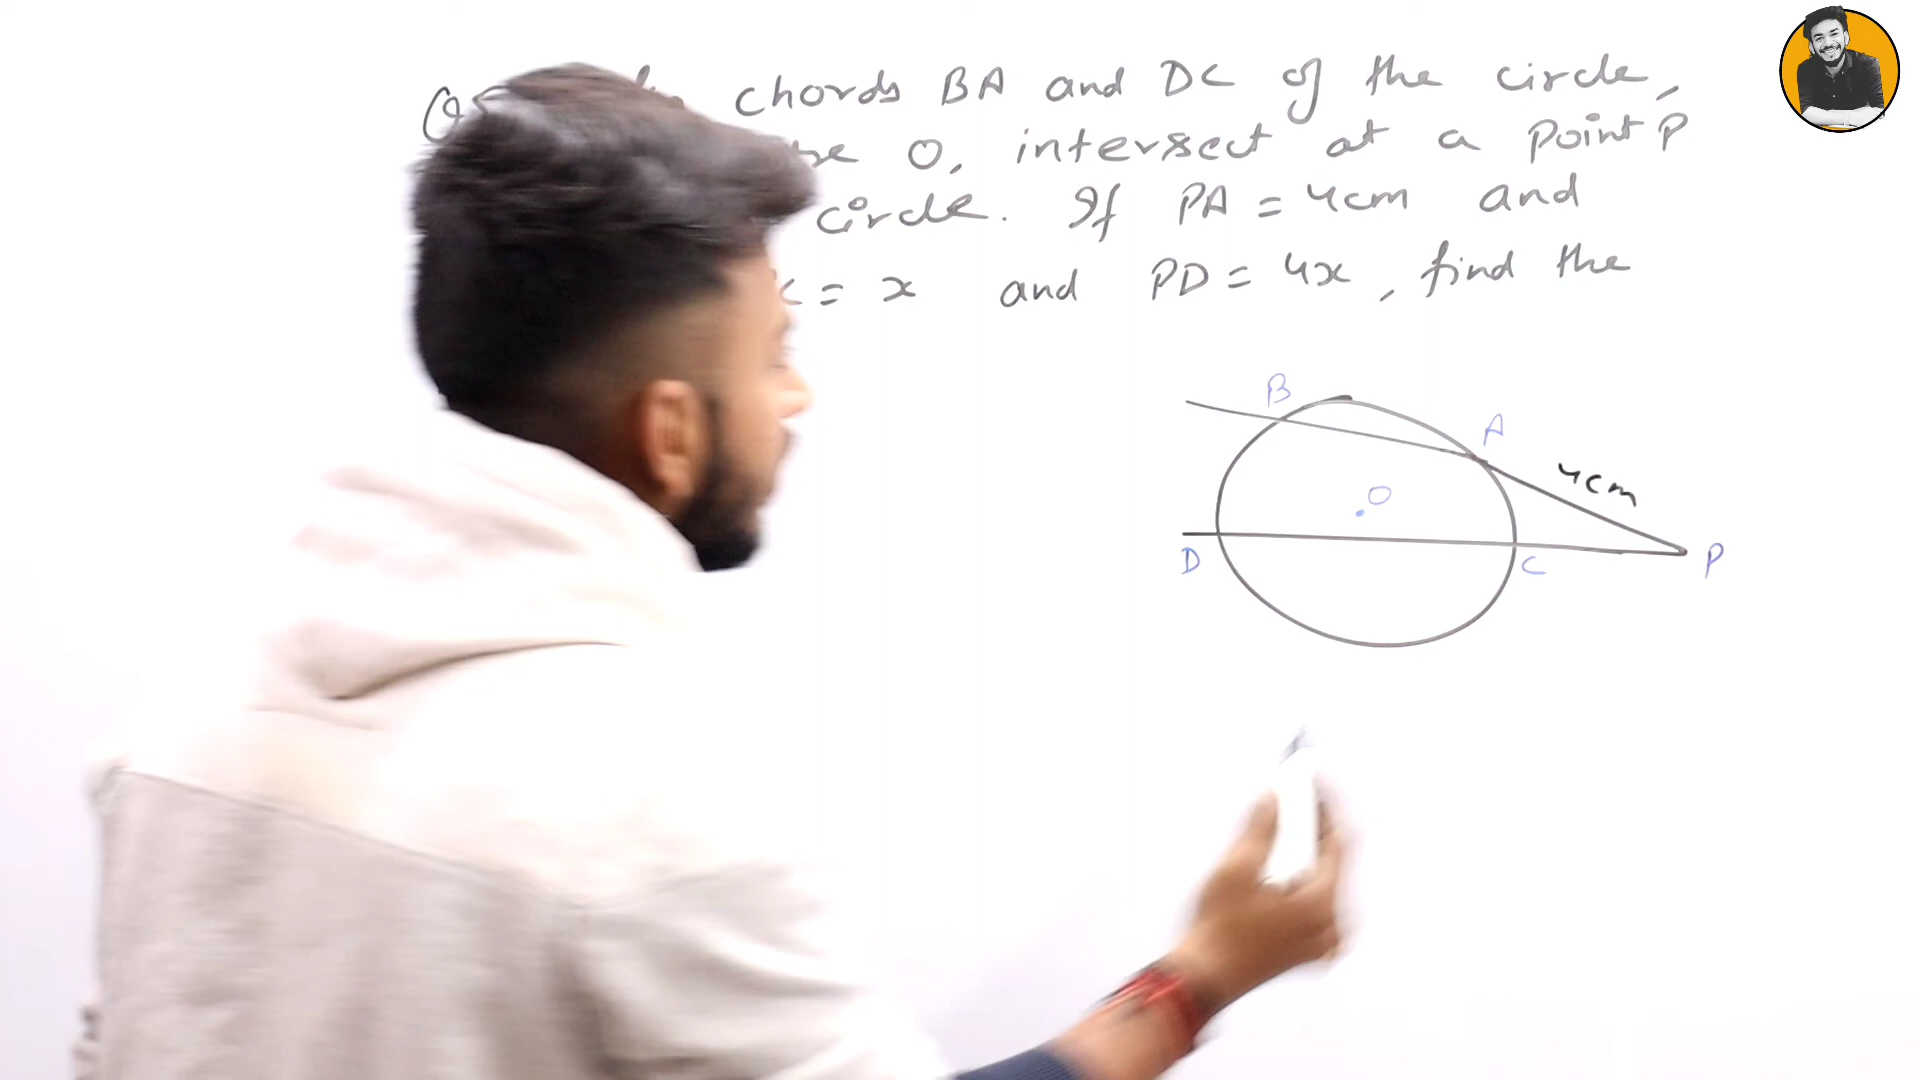 chords BA and DC of the circle,
O, intersect at a point P
circle. If PA = 4cm and
= x and PD = 4x, find the
B
A
4cm
O
D
C
P